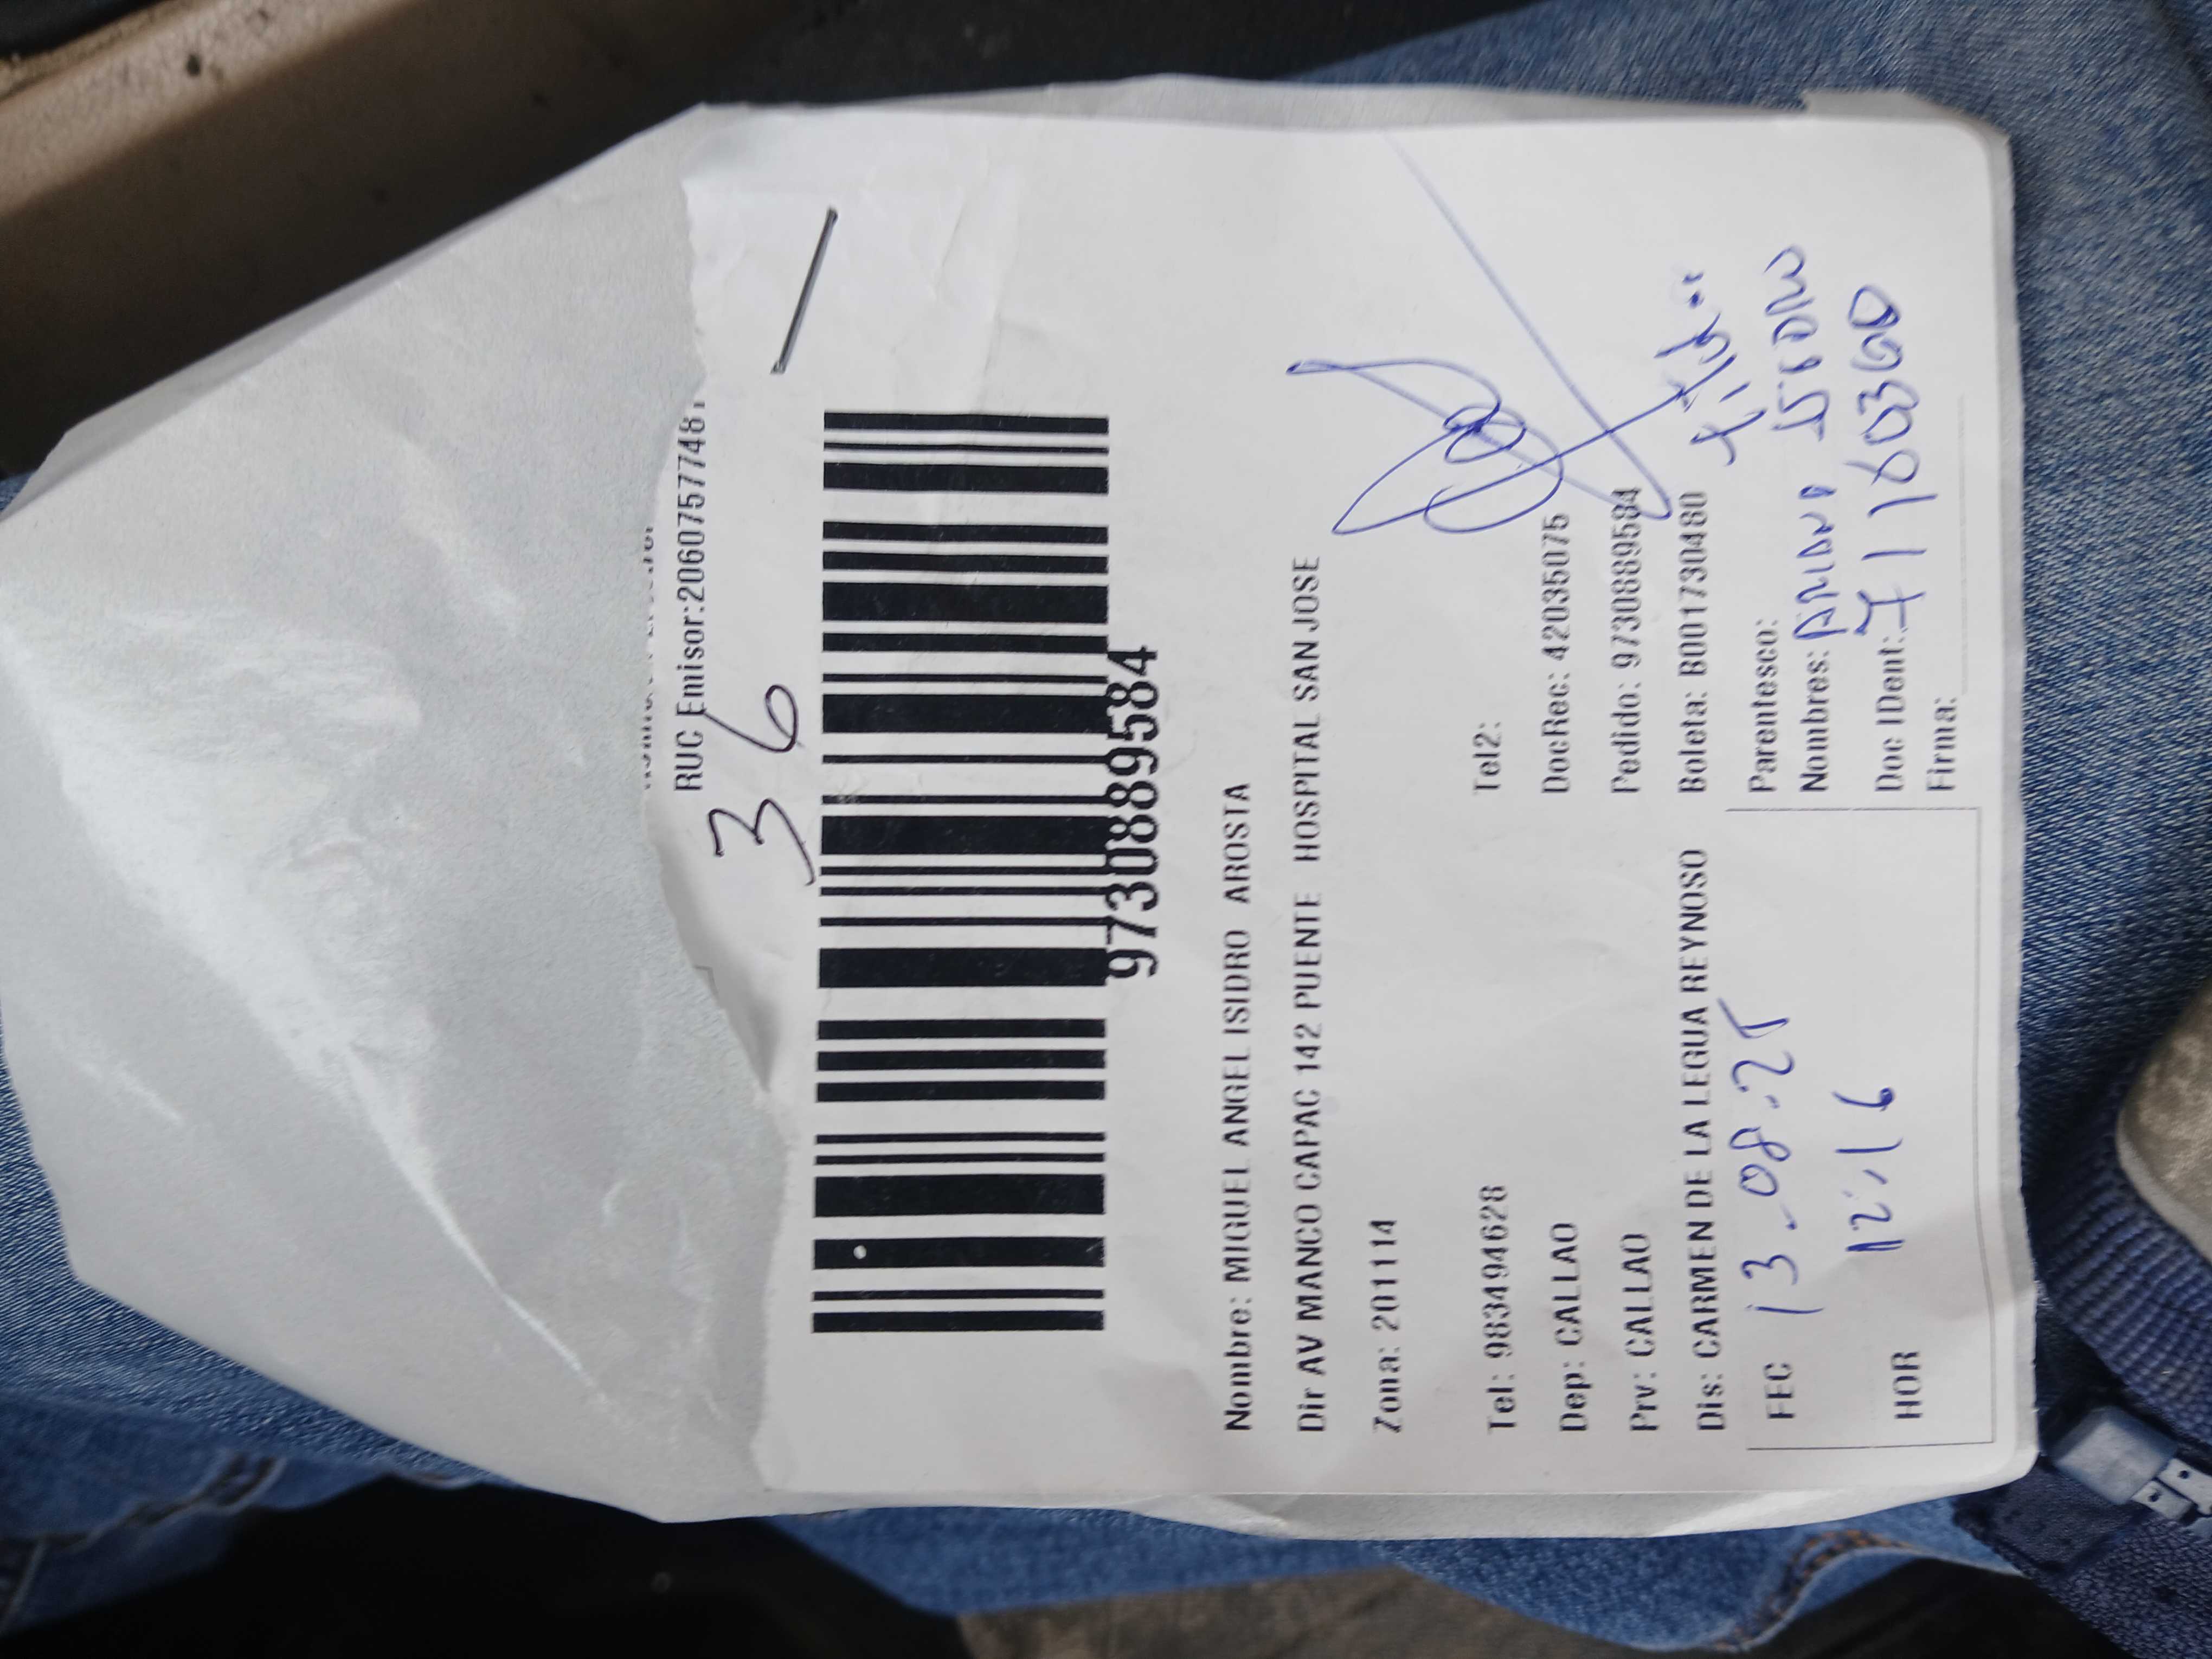 RUC Emisor:2060757748
36
9730889584
Nombre: MIGUEL ANGEL ISIDRO AROSTA
Dir AV MANCO CAPAC 142 PUENTE HOSPITAL SAN JOSE
Zona: 201114
Tel: 983494628 Tel2:
Dep: CALLAO DocRec: 42035075
Prv: CALLAO Pedido: 9730889584
Dis: CARMEN DE LA LEGUA REYNOSO Boleta: B001730480
FEC 13-08-25
HOR 12:16
Parentesco:
Nombres: Isidro
Doc IDent: 71160360
Firma: